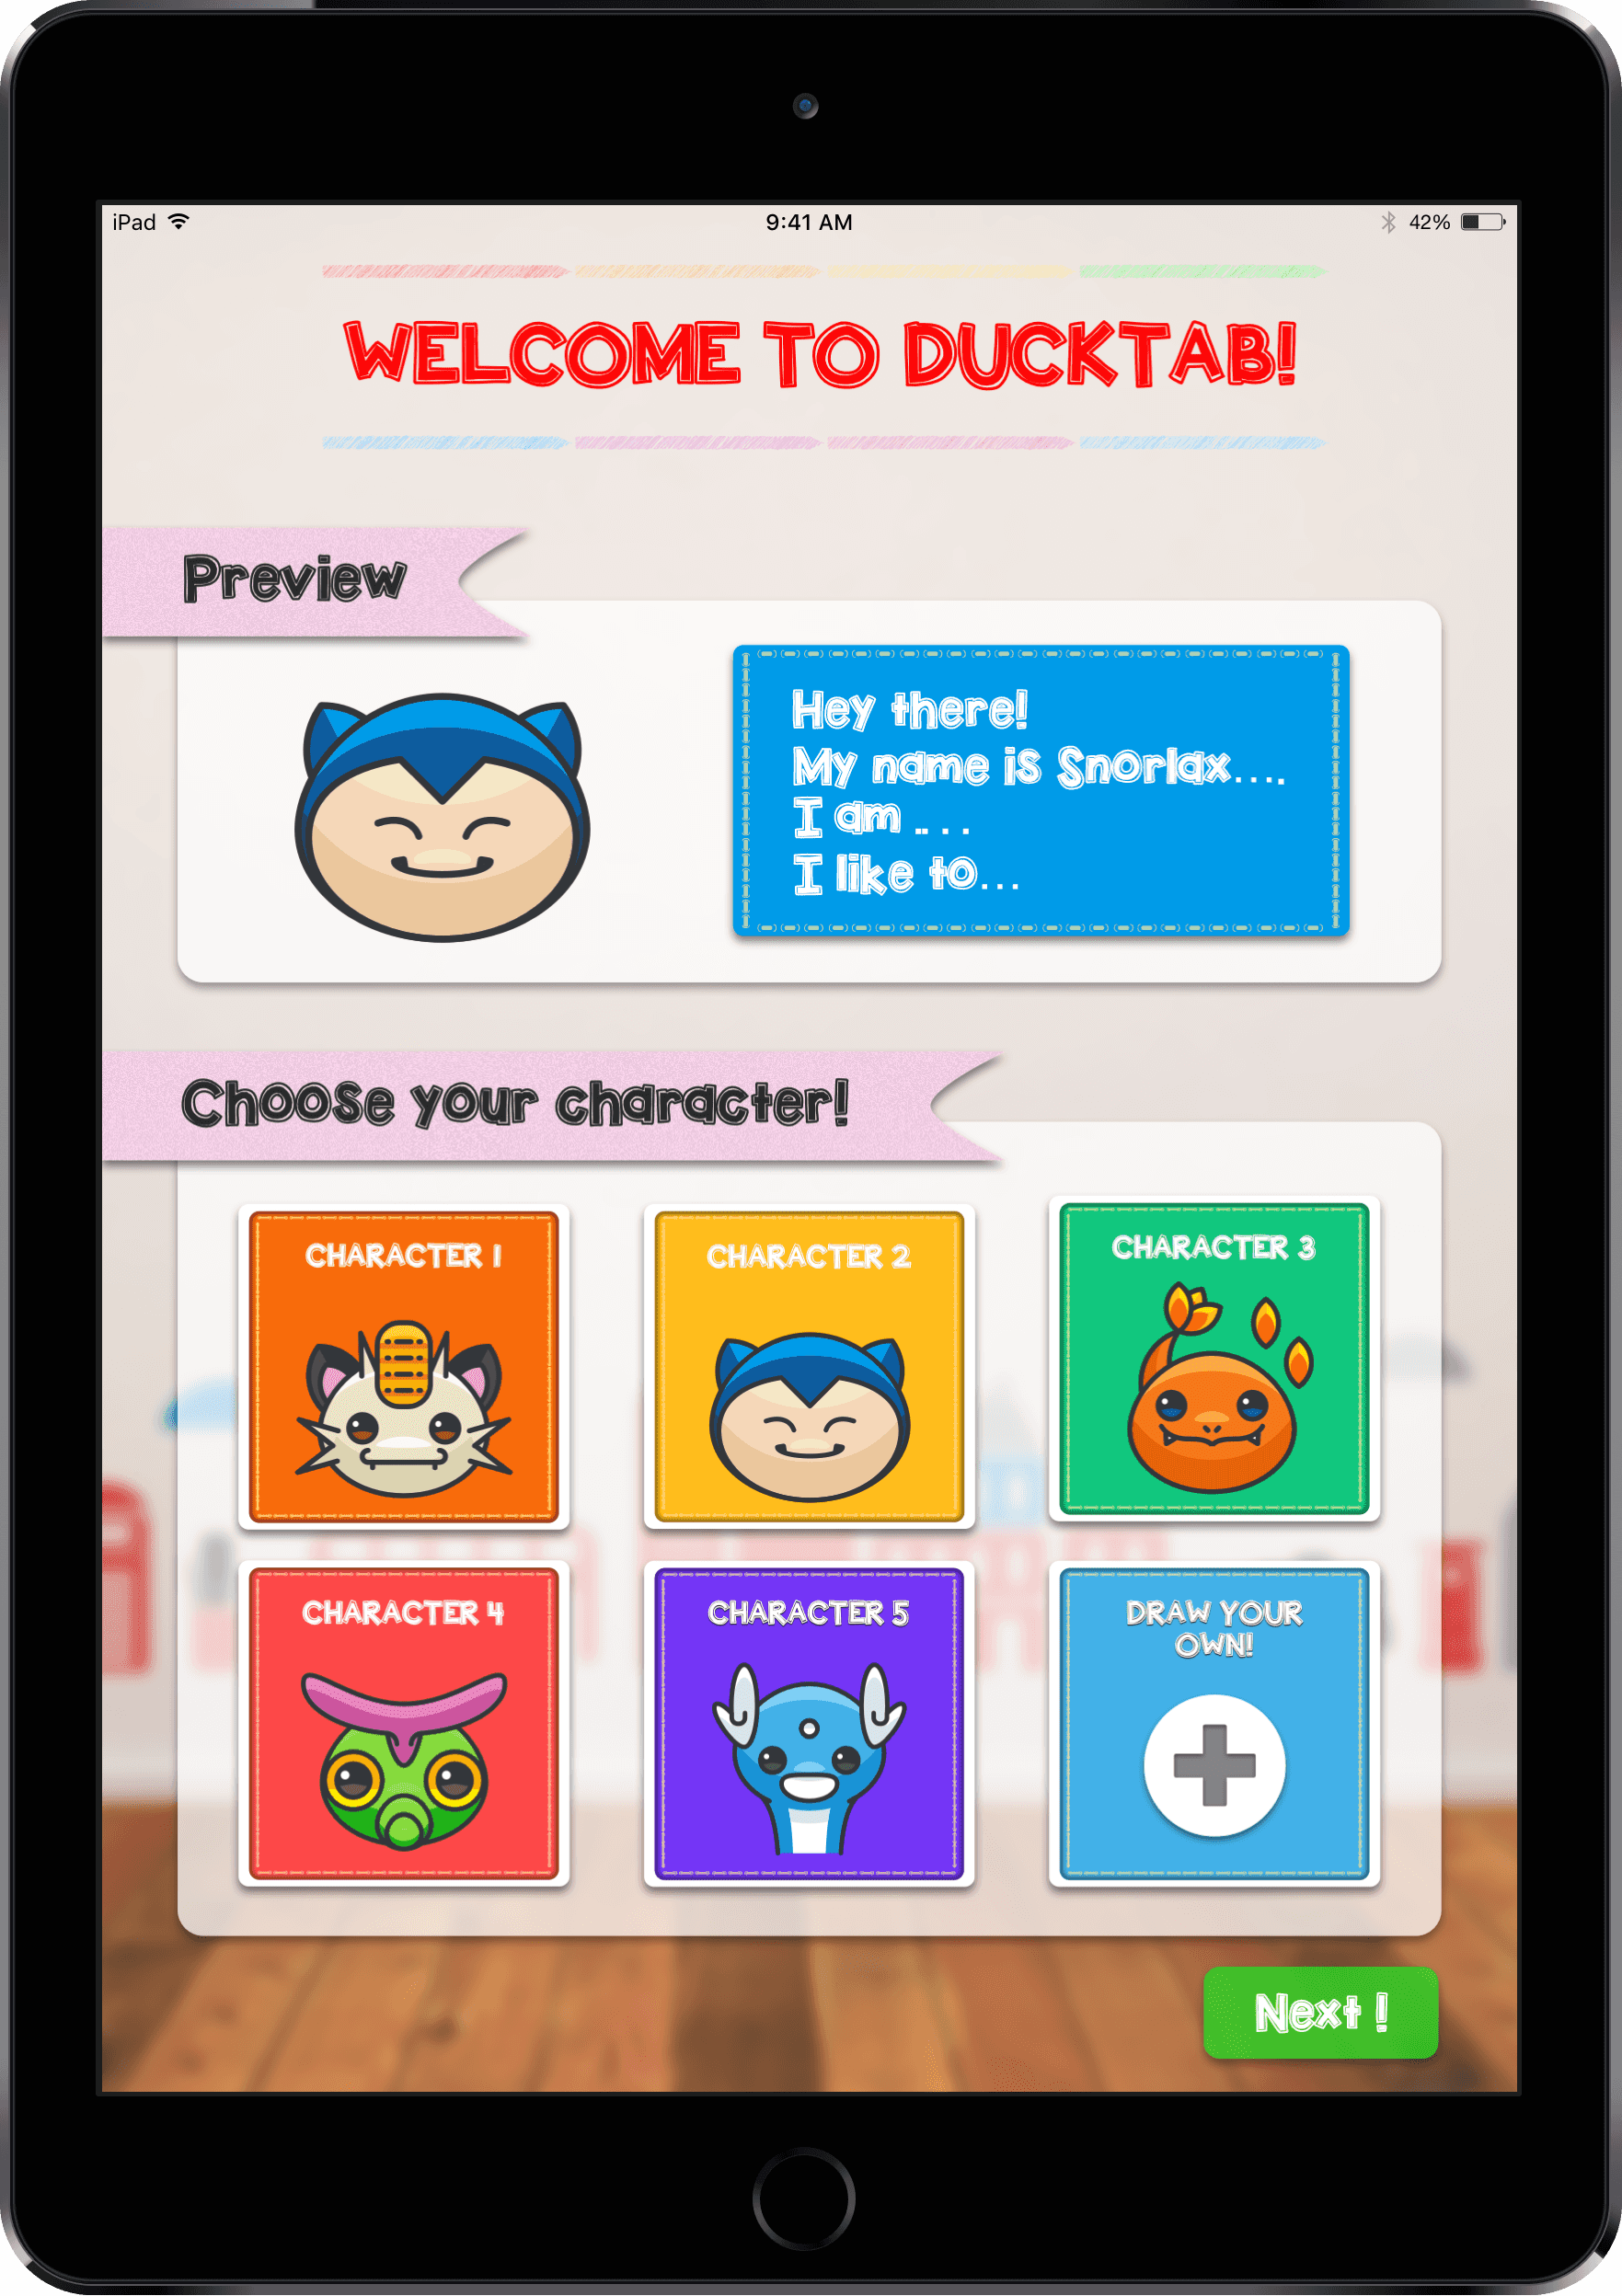 iPad
9:41 AM
42%
WELCOME TO DUCKTAB!
Preview
Hey there!
My name is Snorlax....
I am ....
I like to...
Choose your character!
CHARACTER 1
CHARACTER 2
CHARACTER 3
CHARACTER 4
CHARACTER 5
DRAW YOUR
OWN!
Next !